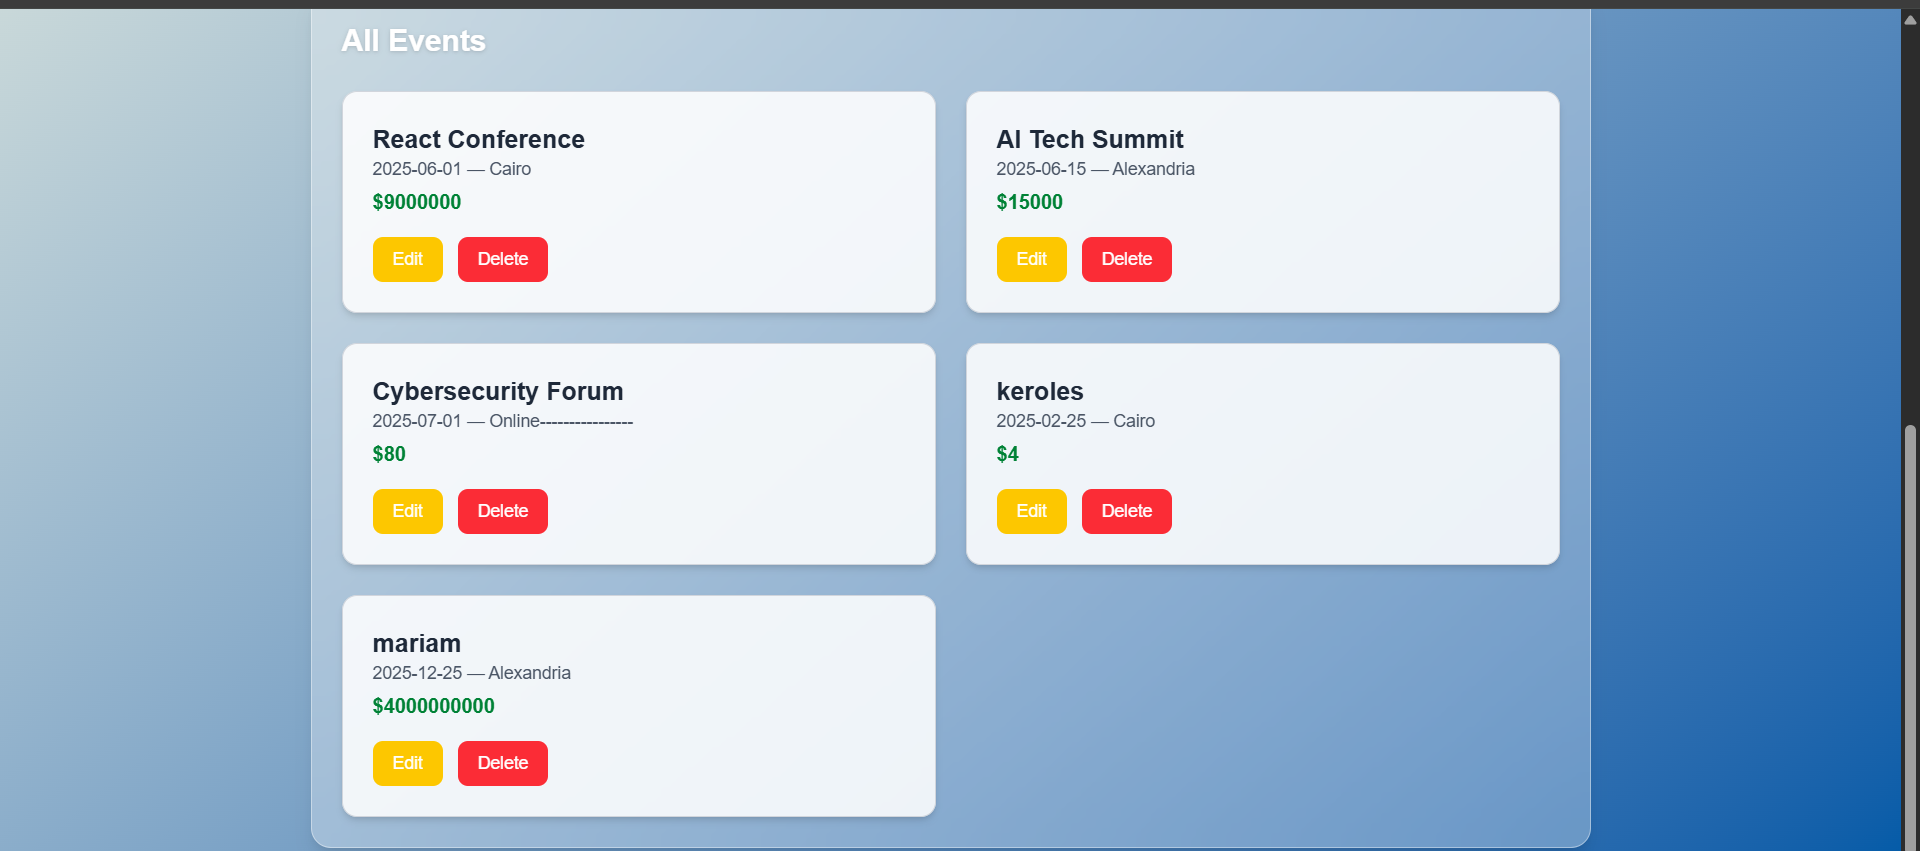 All Events
React Conference
2025-06-01 — Cairo
$9000000
Edit
Delete
AI Tech Summit
2025-06-15 — Alexandria
$15000
Edit
Delete
Cybersecurity Forum
2025-07-01 — Online----------------
$80
Edit
Delete
keroles
2025-02-25 — Cairo
$4
Edit
Delete
mariam
2025-12-25 — Alexandria
$4000000000
Edit
Delete